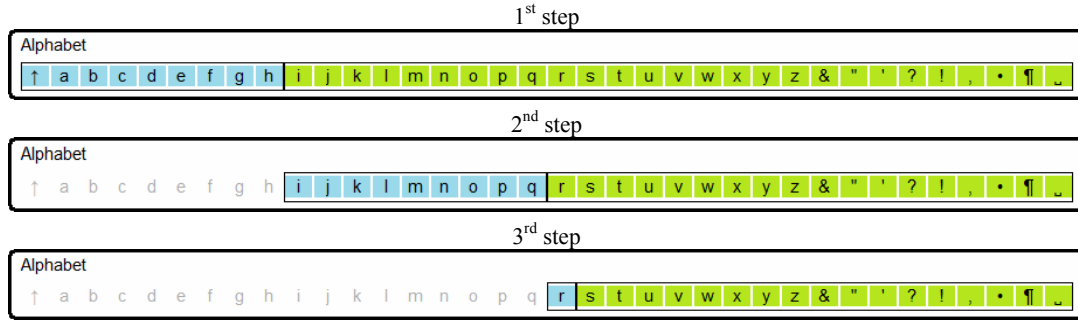 1st step
Alphabet
↑ a b c d e f g h i j k l m n o p q r s t u v w x y z & " ' ? ! , • ¶ ␣
2nd step
Alphabet
↑ a b c d e f g h i j k l m n o p q r s t u v w x y z & " ' ? ! , • ¶ ␣
3rd step
Alphabet
↑ a b c d e f g h i j k l m n o p q r s t u v w x y z & " ' ? ! , • ¶ ␣